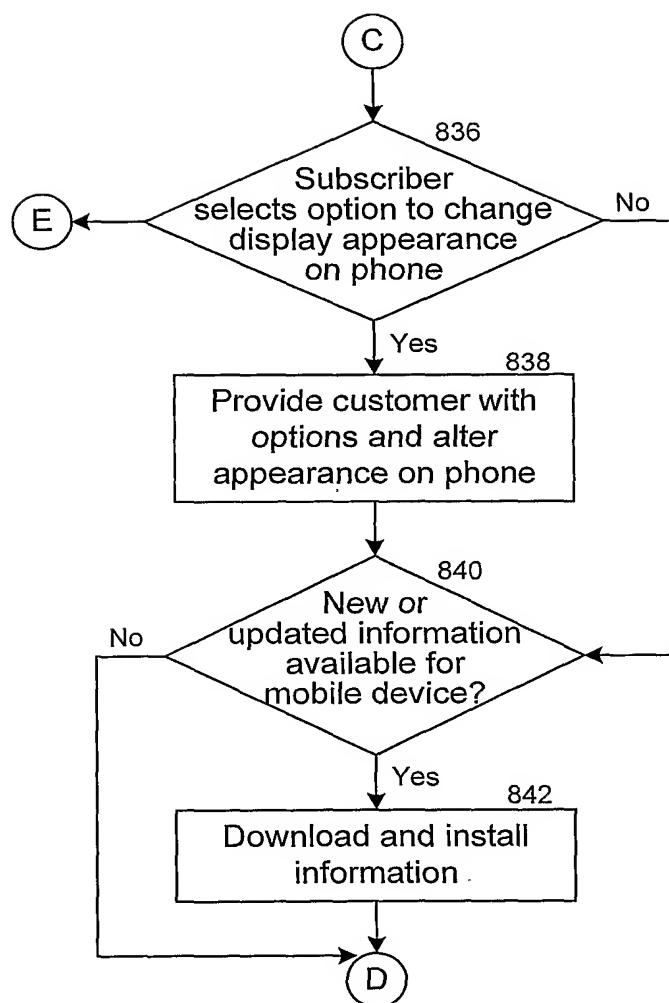 C
836
Subscriber
selects option to change
display appearance
on phone
No
E
Yes
838
Provide customer with
options and alter
appearance on phone
840
New or
updated information
available for
mobile device?
No
Yes
842
Download and install
information
D